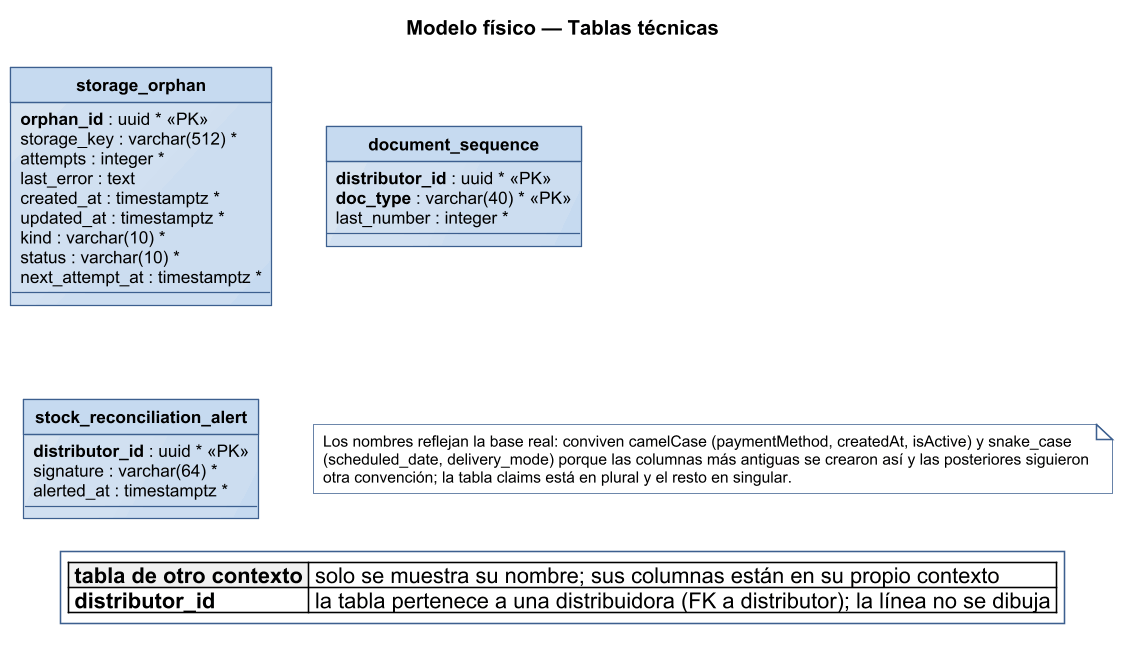 Modelo físico — Tablas técnicas
storage_orphan
orphan_id : uuid * «PK»
storage_key : varchar(512) *
attempts : integer *
last_error : text
created_at : timestamptz *
updated_at : timestamptz *
kind : varchar(10) *
status : varchar(10) *
next_attempt_at : timestamptz *
document_sequence
distributor_id : uuid * «PK»
doc_type : varchar(40) * «PK»
last_number : integer *
stock_reconciliation_alert
distributor_id : uuid * «PK»
signature : varchar(64) *
alerted_at : timestamptz *
Los nombres reflejan la base real: conviven camelCase (paymentMethod, createdAt, isActive) y snake_case
(scheduled_date, delivery_mode) porque las columnas más antiguas se crearon así y las posteriores siguieron
otra convención; la tabla claims está en plural y el resto en singular.
tabla de otro contexto solo se muestra su nombre; sus columnas están en su propio contexto
distributor_id la tabla pertenece a una distribuidora (FK a distributor); la línea no se dibuja